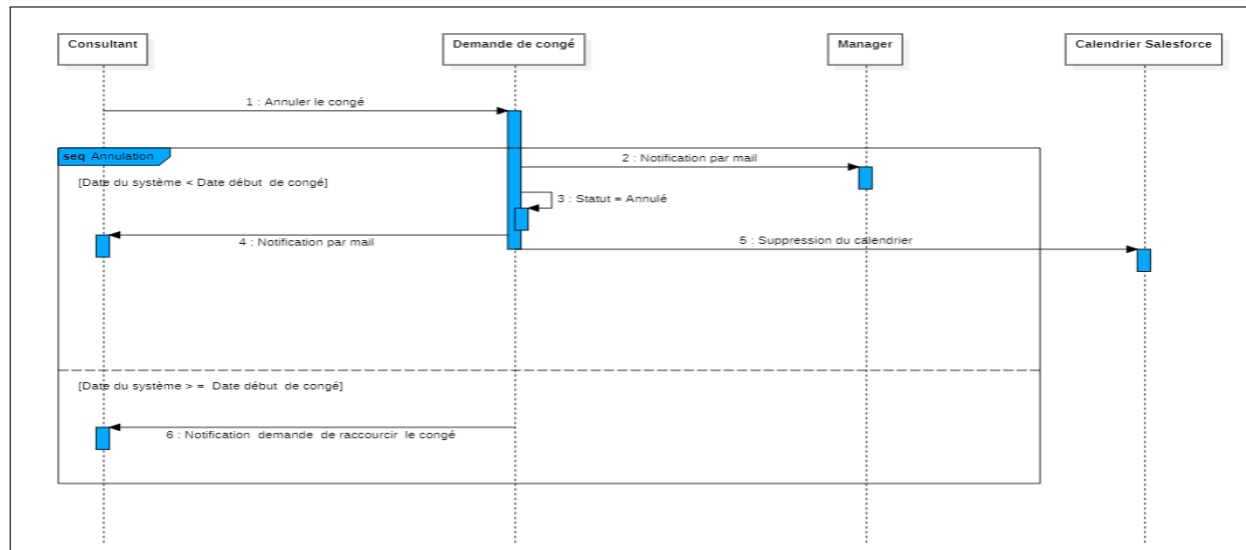 Consultant
Demande de congé
Manager
Calendrier Salesforce
1 : Annuler le congé
seq Annulation
2 : Notification par mail
[Date du système < Date début de congé]
3 : Statut = Annulé
4 : Notification par mail
5 : Suppression du calendrier
[Date du système > = Date début de congé]
6 : Notification demande de raccourcir le congé